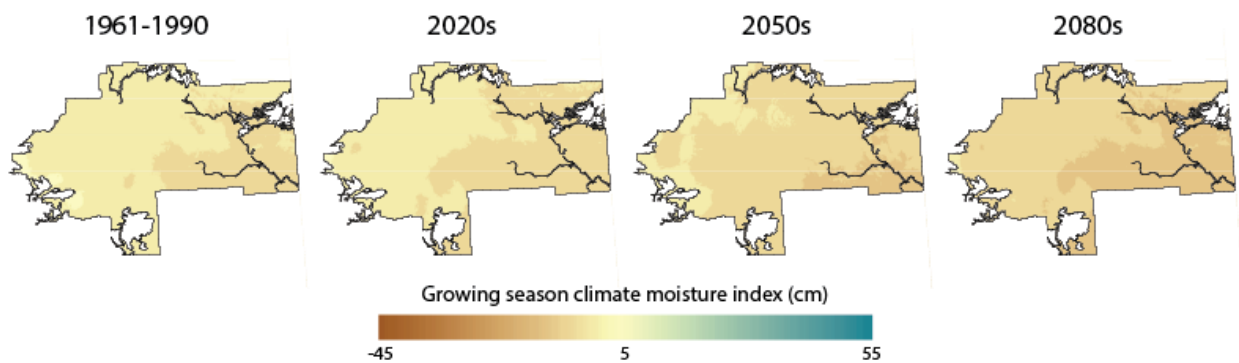 1961-1990 2020s 2050s 2080s
Growing season climate moisture index (cm)
-45 5 55